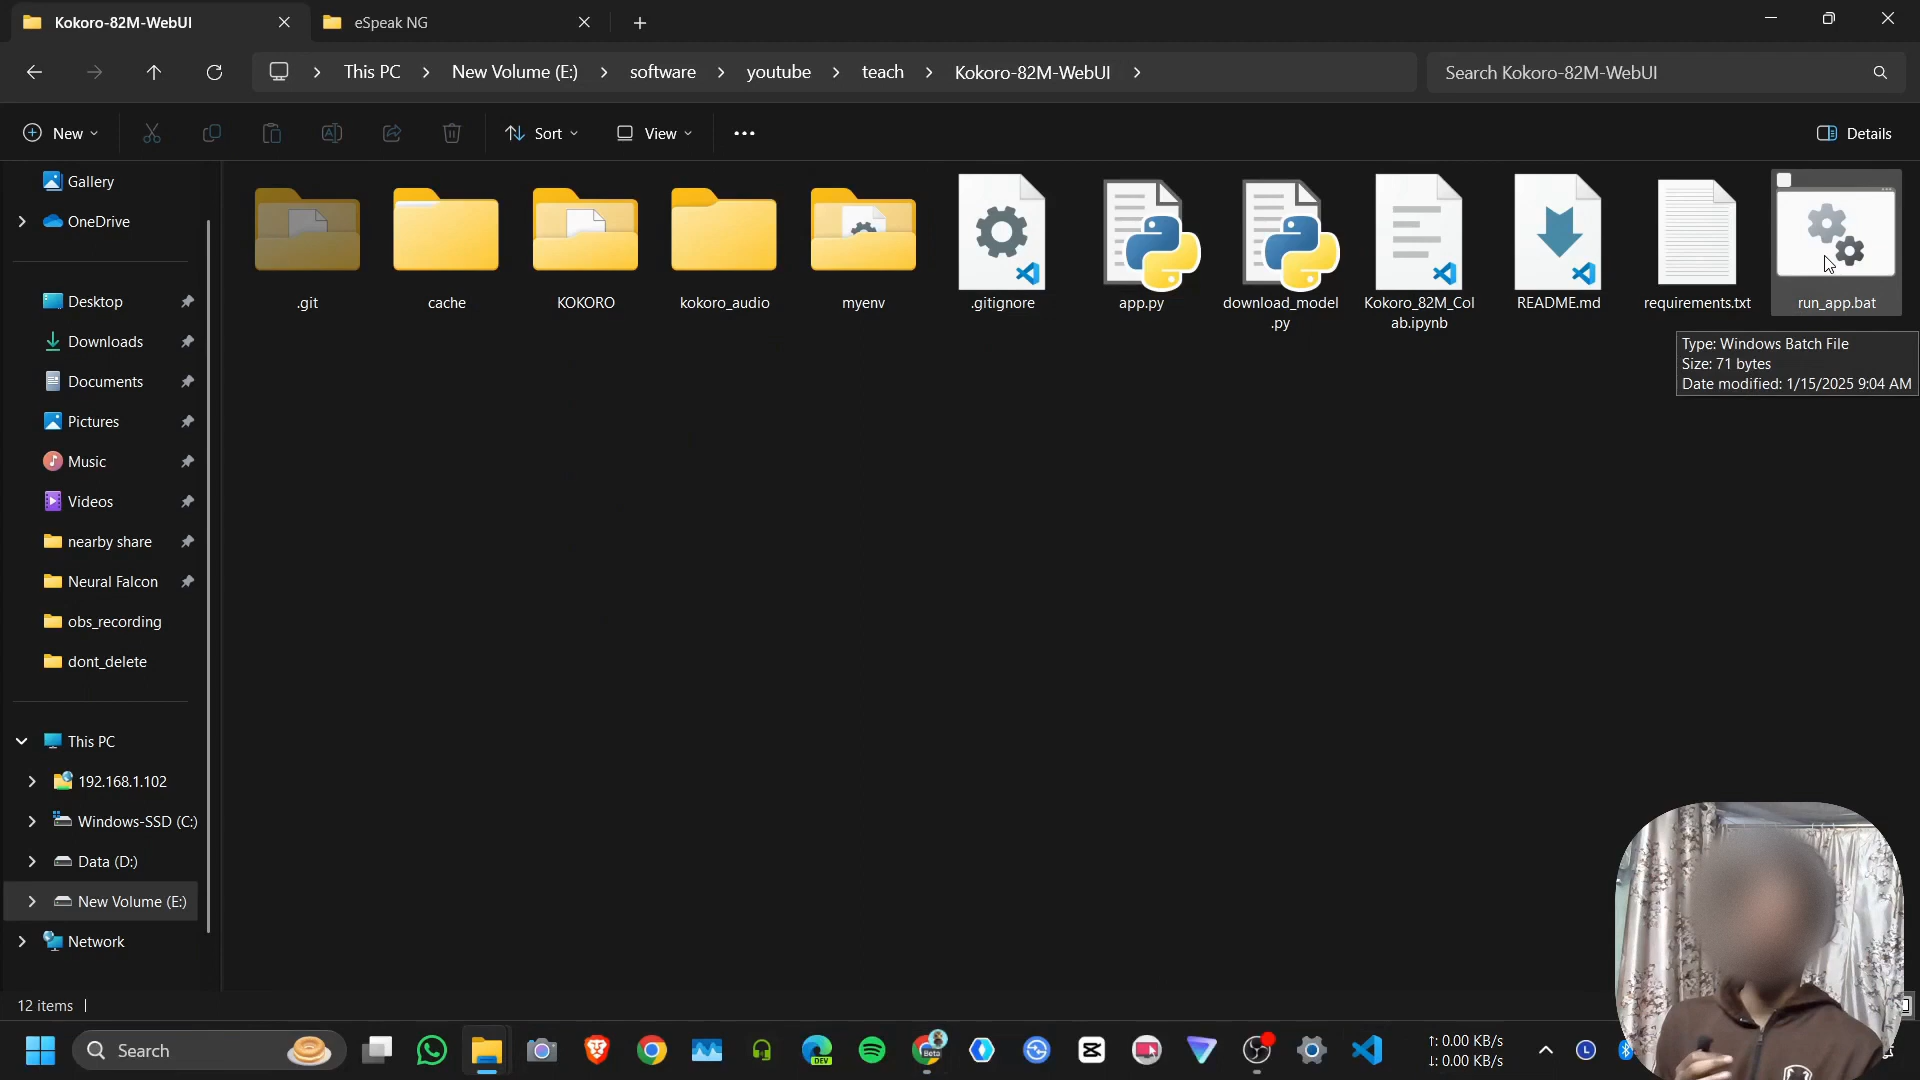 Kokoro-82M-WebUI
eSpeak NG
This PC > New Volume (E:) > software > youtube > teach > Kokoro-82M-WebUI >
Search Kokoro-82M-WebUI
New
Sort
View
Details
Gallery
OneDrive
Desktop
Downloads
Documents
Pictures
Music
Videos
nearby share
Neural Falcon
obs_recording
dont_delete
This PC
192.168.1.102
Windows-SSD (C:)
Data (D:)
New Volume (E:)
Network
.git
cache
KOKORO
kokoro_audio
myenv
.gitignore
app.py
download_model
.py
Kokoro_82M_Col
ab.ipynb
README.md
requirements.txt
run_app.bat
Type: Windows Batch File
Size: 71 bytes
Date modified: 1/15/2025 9:04 AM
12 items
Search
DEV
Beta
↑: 0.00 KB/s
↓: 0.00 KB/s
L